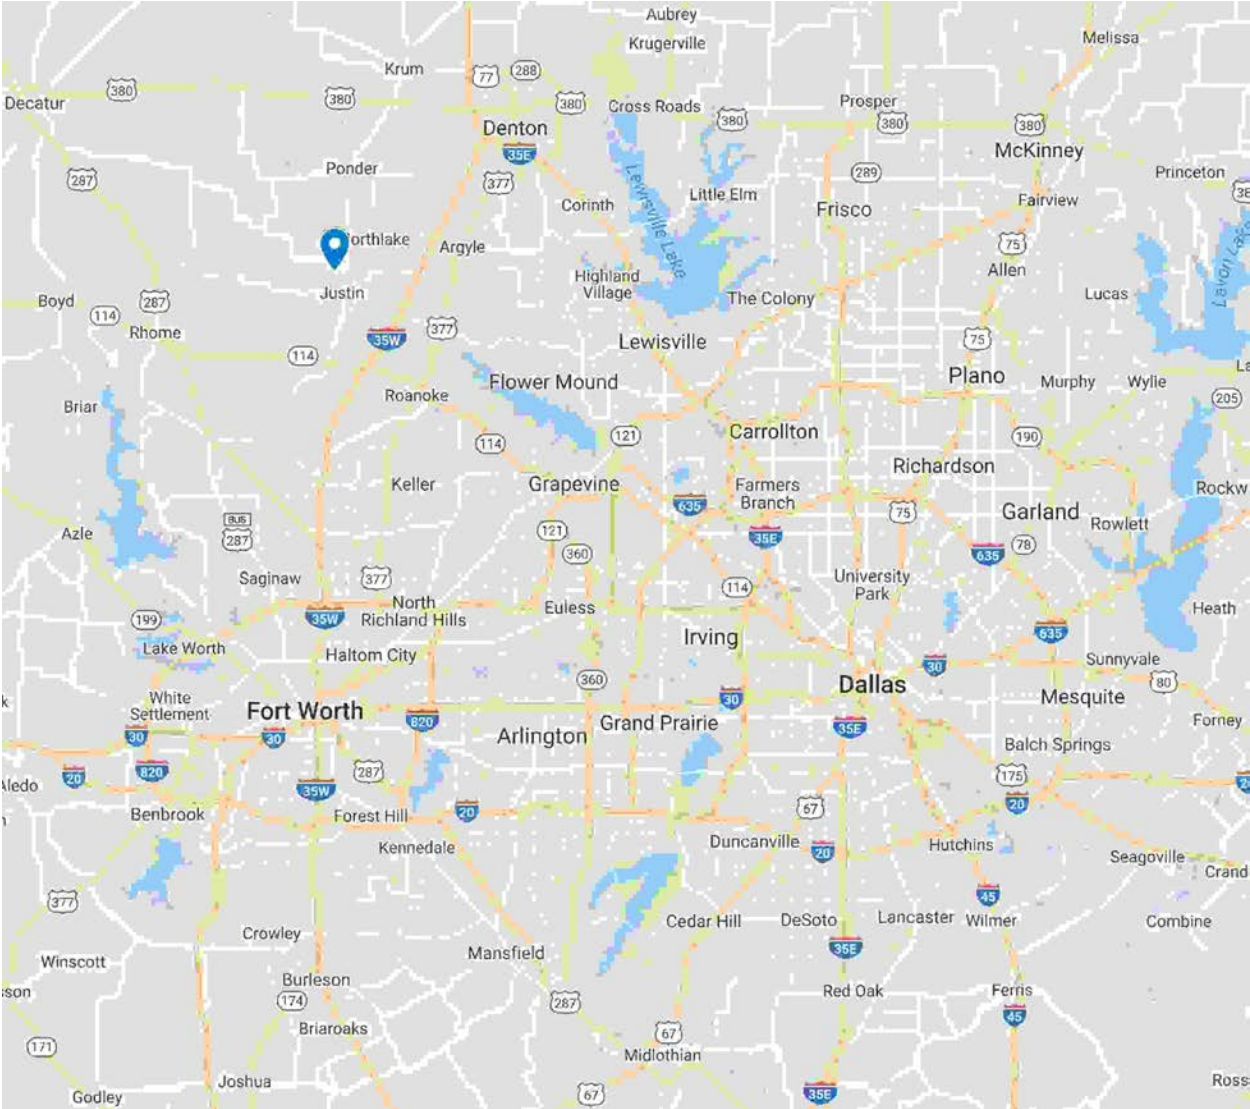 Aubrey
Krugerville
Melissa
Krum
77
288
380
380
380
Decatur
Cross Roads
380
Prosper
380
380
Denton
35E
McKinney
Ponder
287
377
289
Princeton
Little Elm
Corinth
Frisco
Fairview
Lewisville
Lake
orthlake
Argyle
75
Allen
Highland
Village
The Colony
Lucas
Justin
Boyd
287
114
Rhome
377
35W
Lewisville
75
114
Flower Mound
Plano
Murphy
Wylie
Roanoke
205
Briar
114
121
Carrollton
190
Richardson
Keller
Grapevine
Farmers
Branch
Rockw
635
75
Garland
Rowlett
BUS
287
121
35E
Azle
360
635
78
Saginaw
377
University
Park
114
North
Richland Hills
Euless
Heath
199
35W
Irving
635
Lake Worth
Haltom City
30
Sunnyvale
360
Dallas
80
White
Settlement
Fort Worth
30
Mesquite
820
Grand Prairie
35E
Forney
30
Arlington
Balch Springs
20
820
287
175
Aledo
35W
20
67
20
Benbrook
Forest Hill
Duncanville
20
Hutchins
Kennedale
Seagoville
Crand
377
45
Cedar Hill
DeSoto
Lancaster
Wilmer
Combine
Crowley
35E
Winscott
Mansfield
Burleson
Red Oak
Ferris
sson
174
287
45
Briaroaks
67
171
Midlothian
Joshua
Ross
Godley
67
35E